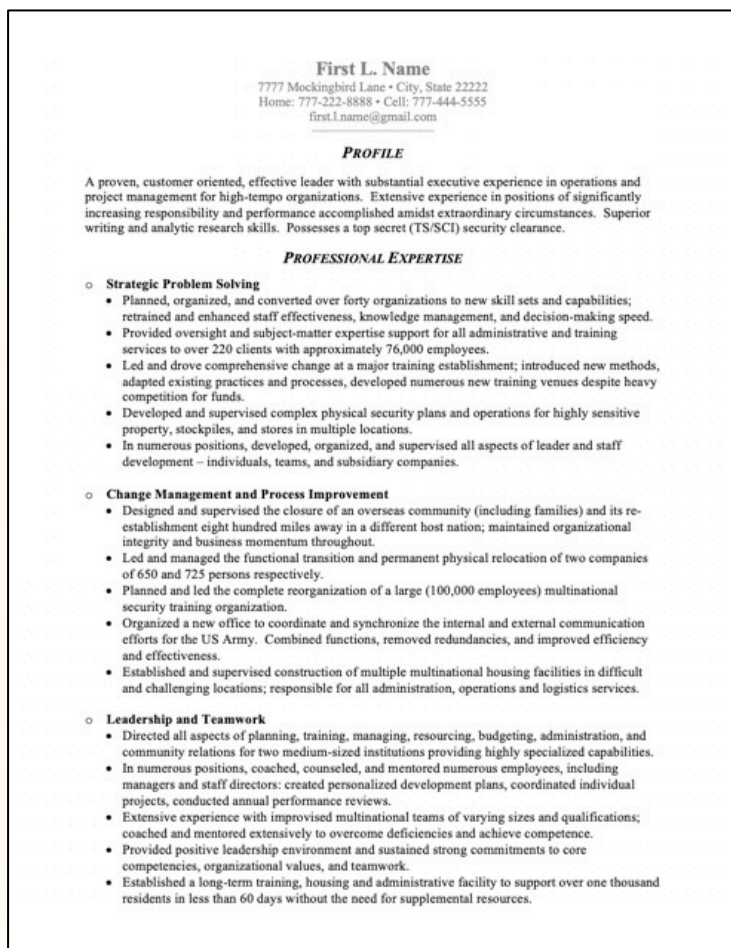 First L. Name
7777 Mockingbird Lane • City, State 22222
Home: 777-222-8888 • Cell: 777-444-5555
first.l.name@gmail.com
PROFILE
A proven, customer oriented, effective leader with substantial executive experience in operations and
project management for high-tempo organizations.  Extensive experience in positions of significantly
increasing responsibility and performance accomplished amidst extraordinary circumstances.  Superior
writing and analytic research skills.  Possesses a top secret (TS/SCI) security clearance.
PROFESSIONAL EXPERTISE
o Strategic Problem Solving
• Planned, organized, and converted over forty organizations to new skill sets and capabilities;
retrained and enhanced staff effectiveness, knowledge management, and decision-making speed.
• Provided oversight and subject-matter expertise support for all administrative and training
services to over 220 clients with approximately 76,000 employees.
• Led and drove comprehensive change at a major training establishment; introduced new methods,
adapted existing practices and processes, developed numerous new training venues despite heavy
competition for funds.
• Developed and supervised complex physical security plans and operations for highly sensitive
property, stockpiles, and stores in multiple locations.
• In numerous positions, developed, organized, and supervised all aspects of leader and staff
development – individuals, teams, and subsidiary companies.
o Change Management and Process Improvement
• Designed and supervised the closure of an overseas community (including families) and its re-
establishment eight hundred miles away in a different host nation; maintained organizational
integrity and business momentum throughout.
• Led and managed the functional transition and permanent physical relocation of two companies
of 650 and 725 persons respectively.
• Planned and led the complete reorganization of a large (100,000 employees) multinational
security training organization.
• Organized a new office to coordinate and synchronize the internal and external communication
efforts for the US Army.  Combined functions, removed redundancies, and improved efficiency
and effectiveness.
• Established and supervised construction of multiple multinational housing facilities in difficult
and challenging locations; responsible for all administration, operations and logistics services.
o Leadership and Teamwork
• Directed all aspects of planning, training, managing, resourcing, budgeting, administration, and
community relations for two medium-sized institutions providing highly specialized capabilities.
• In numerous positions, coached, counseled, and mentored numerous employees, including
managers and staff directors: created personalized development plans, coordinated individual
projects, conducted annual performance reviews.
• Extensive experience with improvised multinational teams of varying sizes and qualifications;
coached and mentored extensively to overcome deficiencies and achieve competence.
• Provided positive leadership environment and sustained strong commitments to core
competencies, organizational values, and teamwork.
• Established a long-term training, housing and administrative facility to support over one thousand
residents in less than 60 days without the need for supplemental resources.